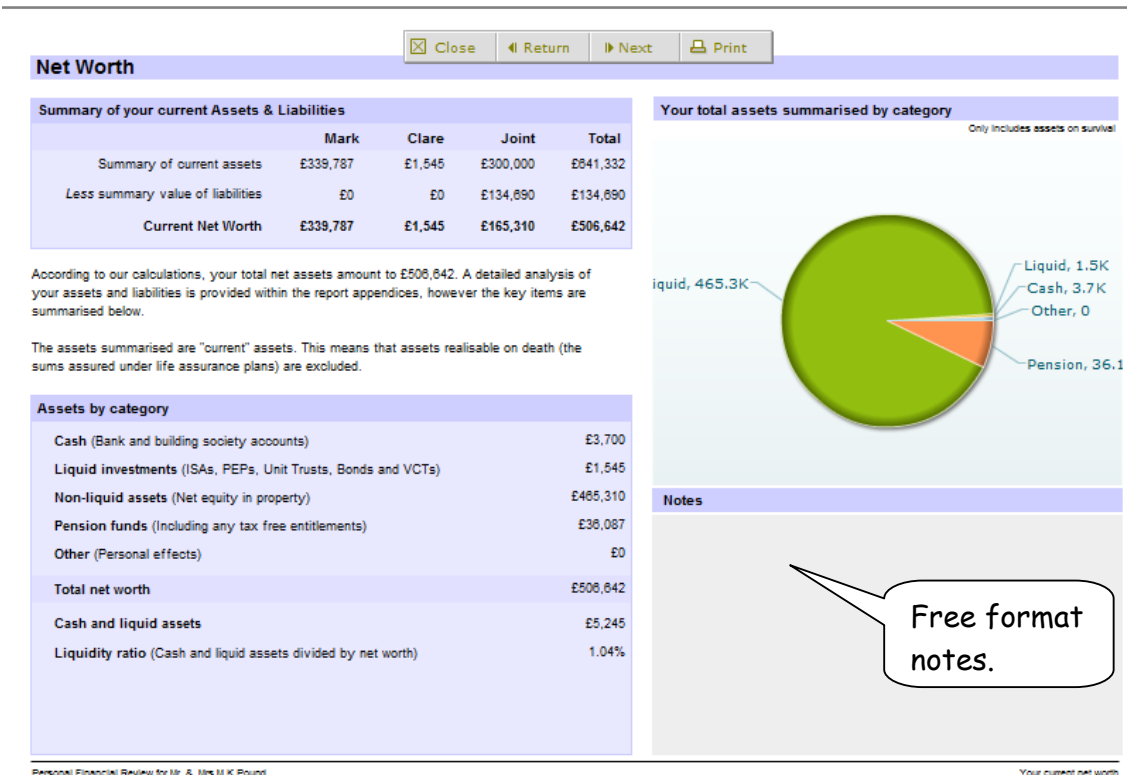 Close Return Next Print
Net Worth
Summary of your current Assets & Liabilities
Mark Clare Joint Total
Summary of current assets £339,787 £1,545 £300,000 £641,332
Less summary value of liabilities £0 £0 £134,690 £134,690
Current Net Worth £339,787 £1,545 £165,310 £506,642
According to our calculations, your total net assets amount to £506,642. A detailed analysis of
your assets and liabilities is provided within the report appendices, however the key items are
summarised below.
The assets summarised are "current" assets. This means that assets realisable on death (the
sums assured under life assurance plans) are excluded.
Assets by category
Cash (Bank and building society accounts) £3,700
Liquid investments (ISAs, PEPs, Unit Trusts, Bonds and VCTs) £1,545
Non-liquid assets (Net equity in property) £465,310
Pension funds (Including any tax free entitlements) £36,087
Other (Personal effects) £0
Total net worth £506,642
Cash and liquid assets £5,245
Liquidity ratio (Cash and liquid assets divided by net worth) 1.04%
Your total assets summarised by category
Only includes assets on survival
iquid, 465.3K
Liquid, 1.5K
Cash, 3.7K
Other, 0
Pension, 36.1
Notes
Free format
notes.
Personal Financial Review for Mr. & Mrs M K Pound
Your current net worth